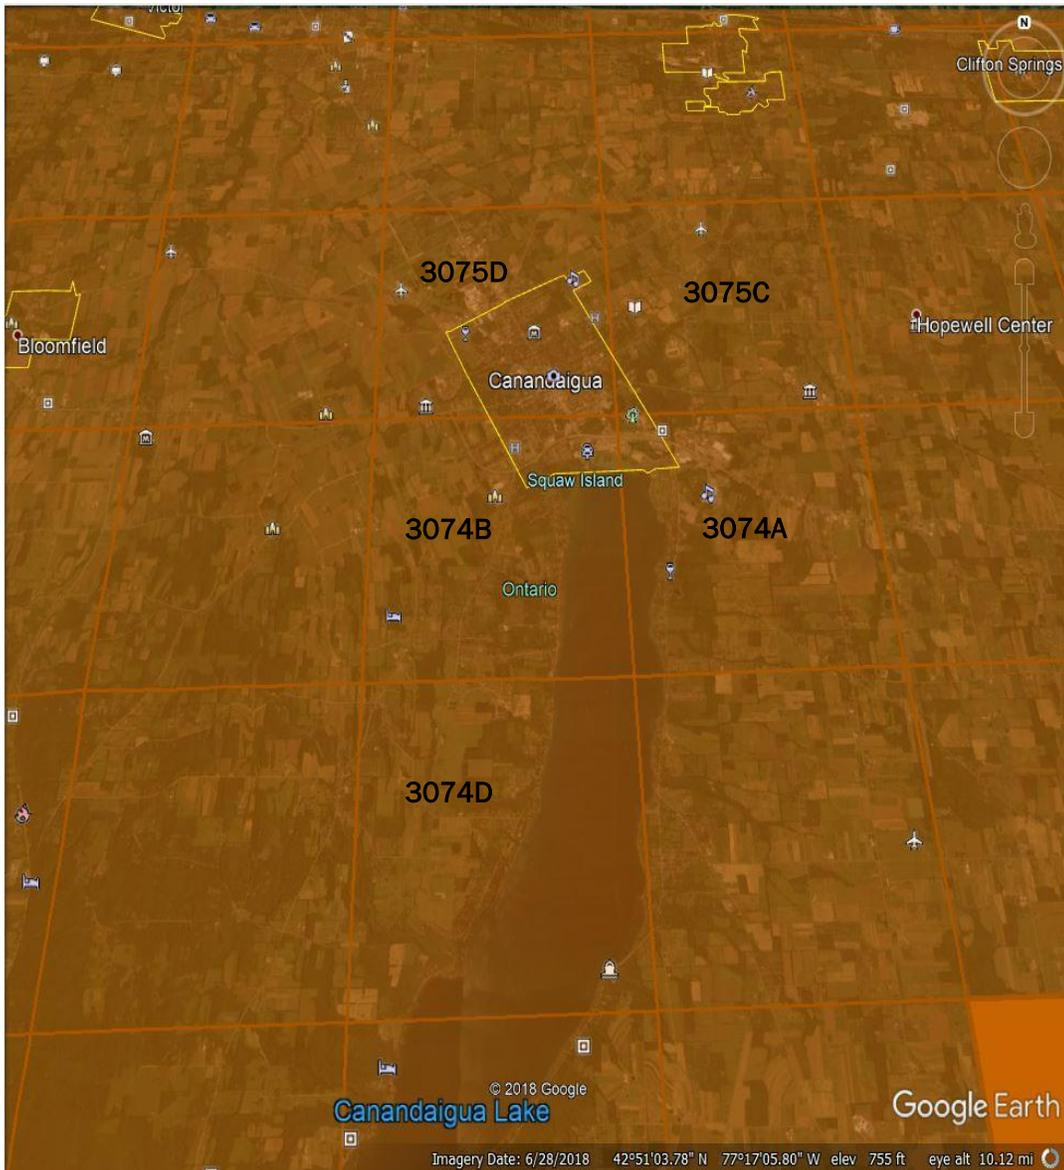 Victor
N
Clifton Springs
3075D
3075C
Hopewell Center
Bloomfield
Canandaigua
Squaw Island
3074B
3074A
Ontario
3074D
© 2018 Google
Canandaigua Lake
Google Earth
Imagery Date: 6/28/2018 42°51'03.78" N 77°17'05.80" W elev 755 ft eye alt 10.12 mi